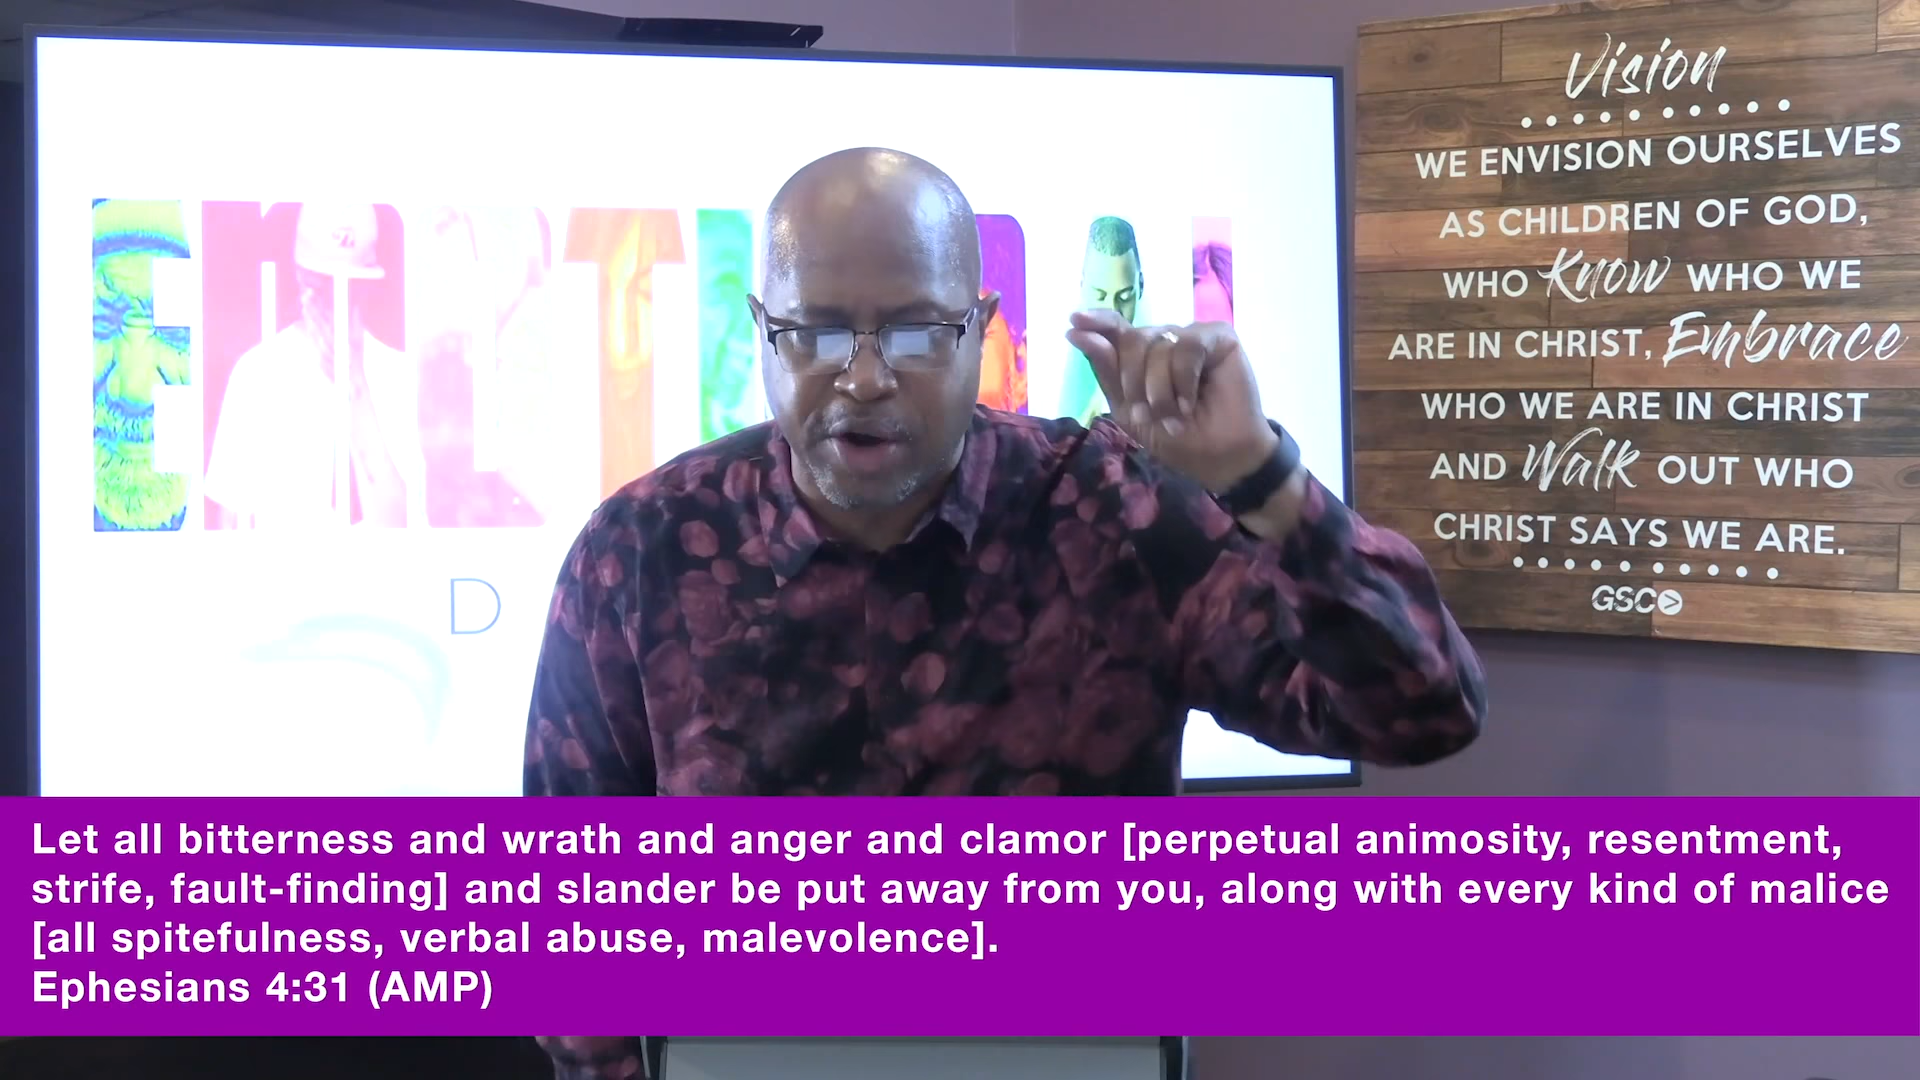 EMOTIONAL
D
Vision
WE ENVISION OURSELVES
AS CHILDREN OF GOD,
WHO Know WHO WE
ARE IN CHRIST, Embrace
WHO WE ARE IN CHRIST
AND Walk OUT WHO
CHRIST SAYS WE ARE.
GSC>
Let all bitterness and wrath and anger and clamor [perpetual animosity, resentment,
strife, fault-finding] and slander be put away from you, along with every kind of malice
[all spitefulness, verbal abuse, malevolence].
Ephesians 4:31 (AMP)